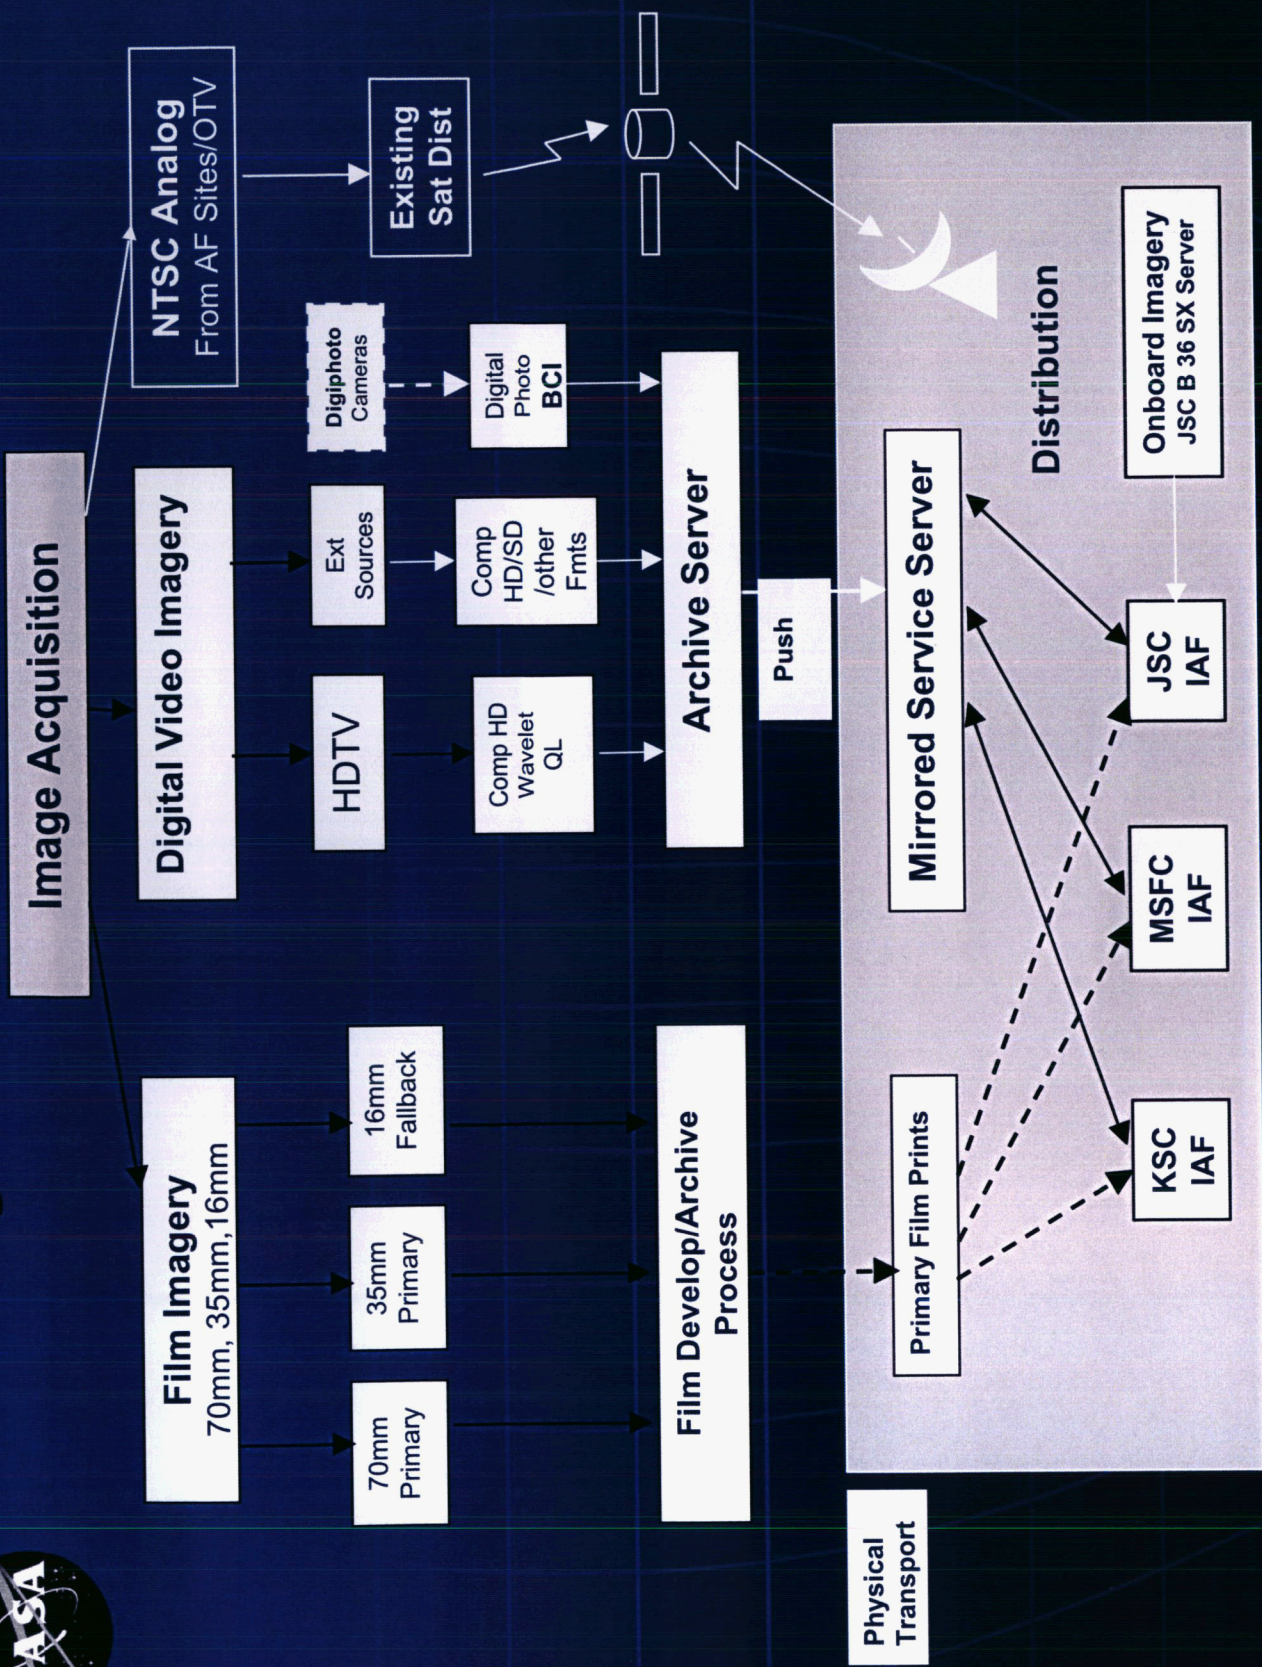 ASA
Image Acquisition
Film Imagery
70mm, 35mm,16mm
Digital Video Imagery
NTSC Analog
From AF Sites/OTV
70mm
Primary
35mm
Primary
16mm
Fallback
HDTV
Ext
Sources
Digiphoto
Cameras
Existing
Sat Dist
Comp HD
Wavelet
QL
Comp
HD/SD
/other
Fmts
Digital
Photo
BCI
Film Develop/Archive
Process
Archive Server
Push
Physical
Transport
Primary Film Prints
Mirrored Service Server
Distribution
KSC
IAF
MSFC
IAF
JSC
IAF
Onboard Imagery
JSC B 36 SX Server